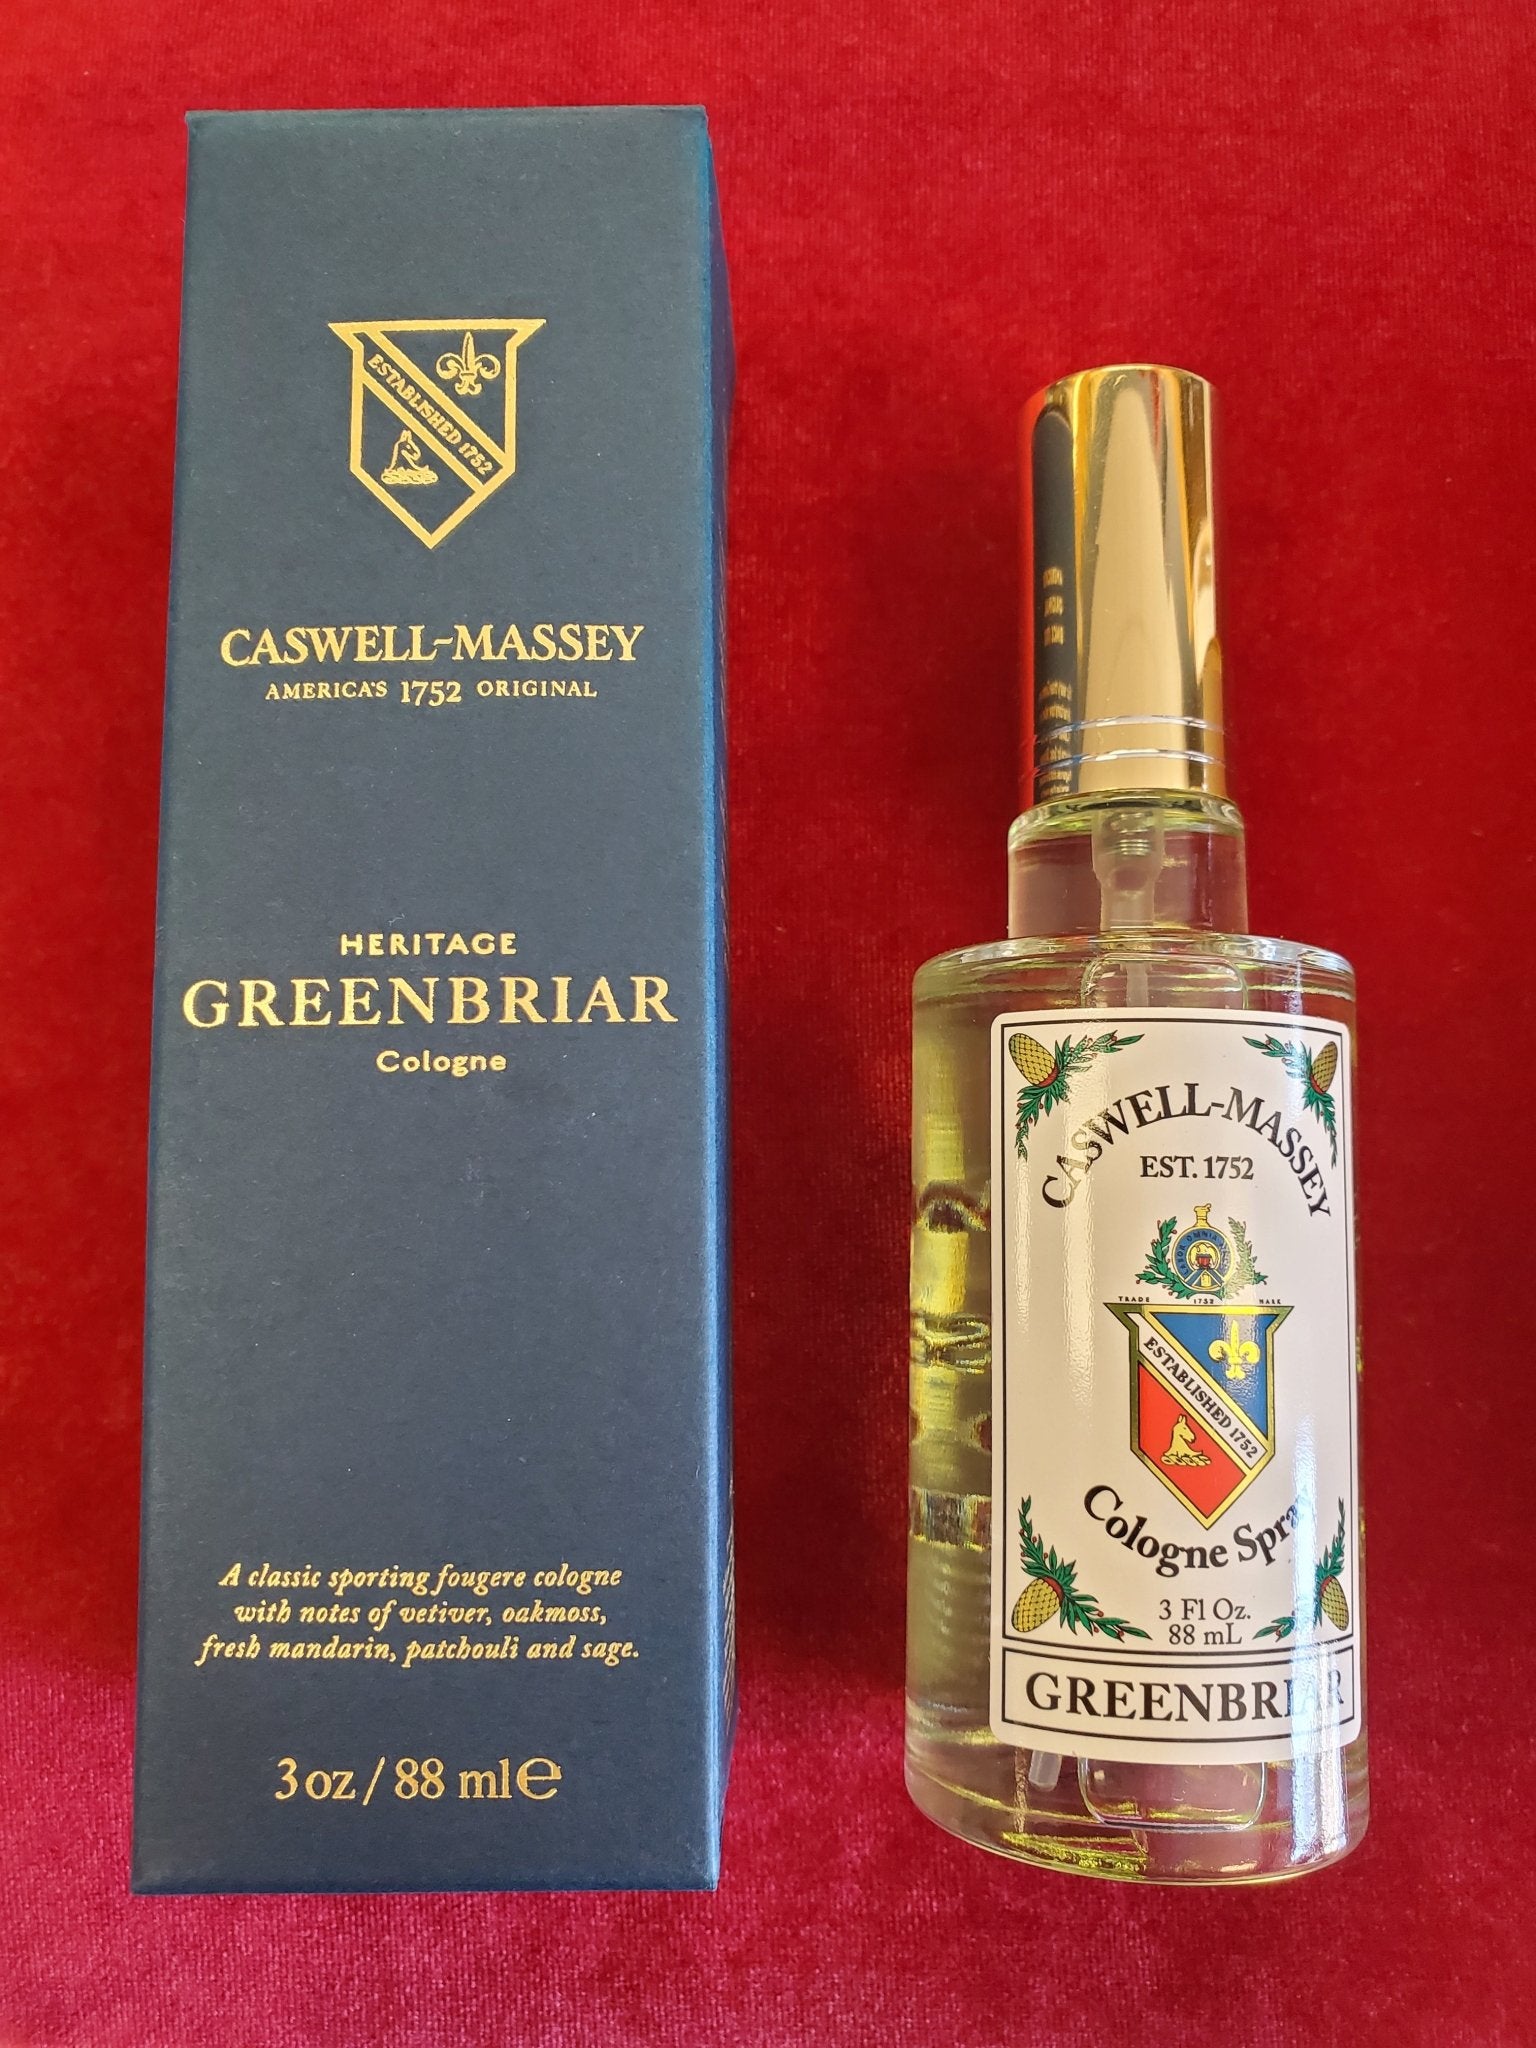 ESTABLISHED 1752
CASWELL-MASSEY
AMERICA'S 1752 ORIGINAL
HERITAGE
GREENBRIAR
Cologne
A classic sporting fougere cologne
with notes of vetiver, oakmoss,
fresh mandarin, patchouli and sage.
3 oz / 88 ml ℮
CASWELL-MASSEY
EST. 1752
OMNIA
TRADE 1752 MARK
ESTABLISHED 1752
Cologne Spray
3 Fl Oz.
88 mL
GREENBRIAR